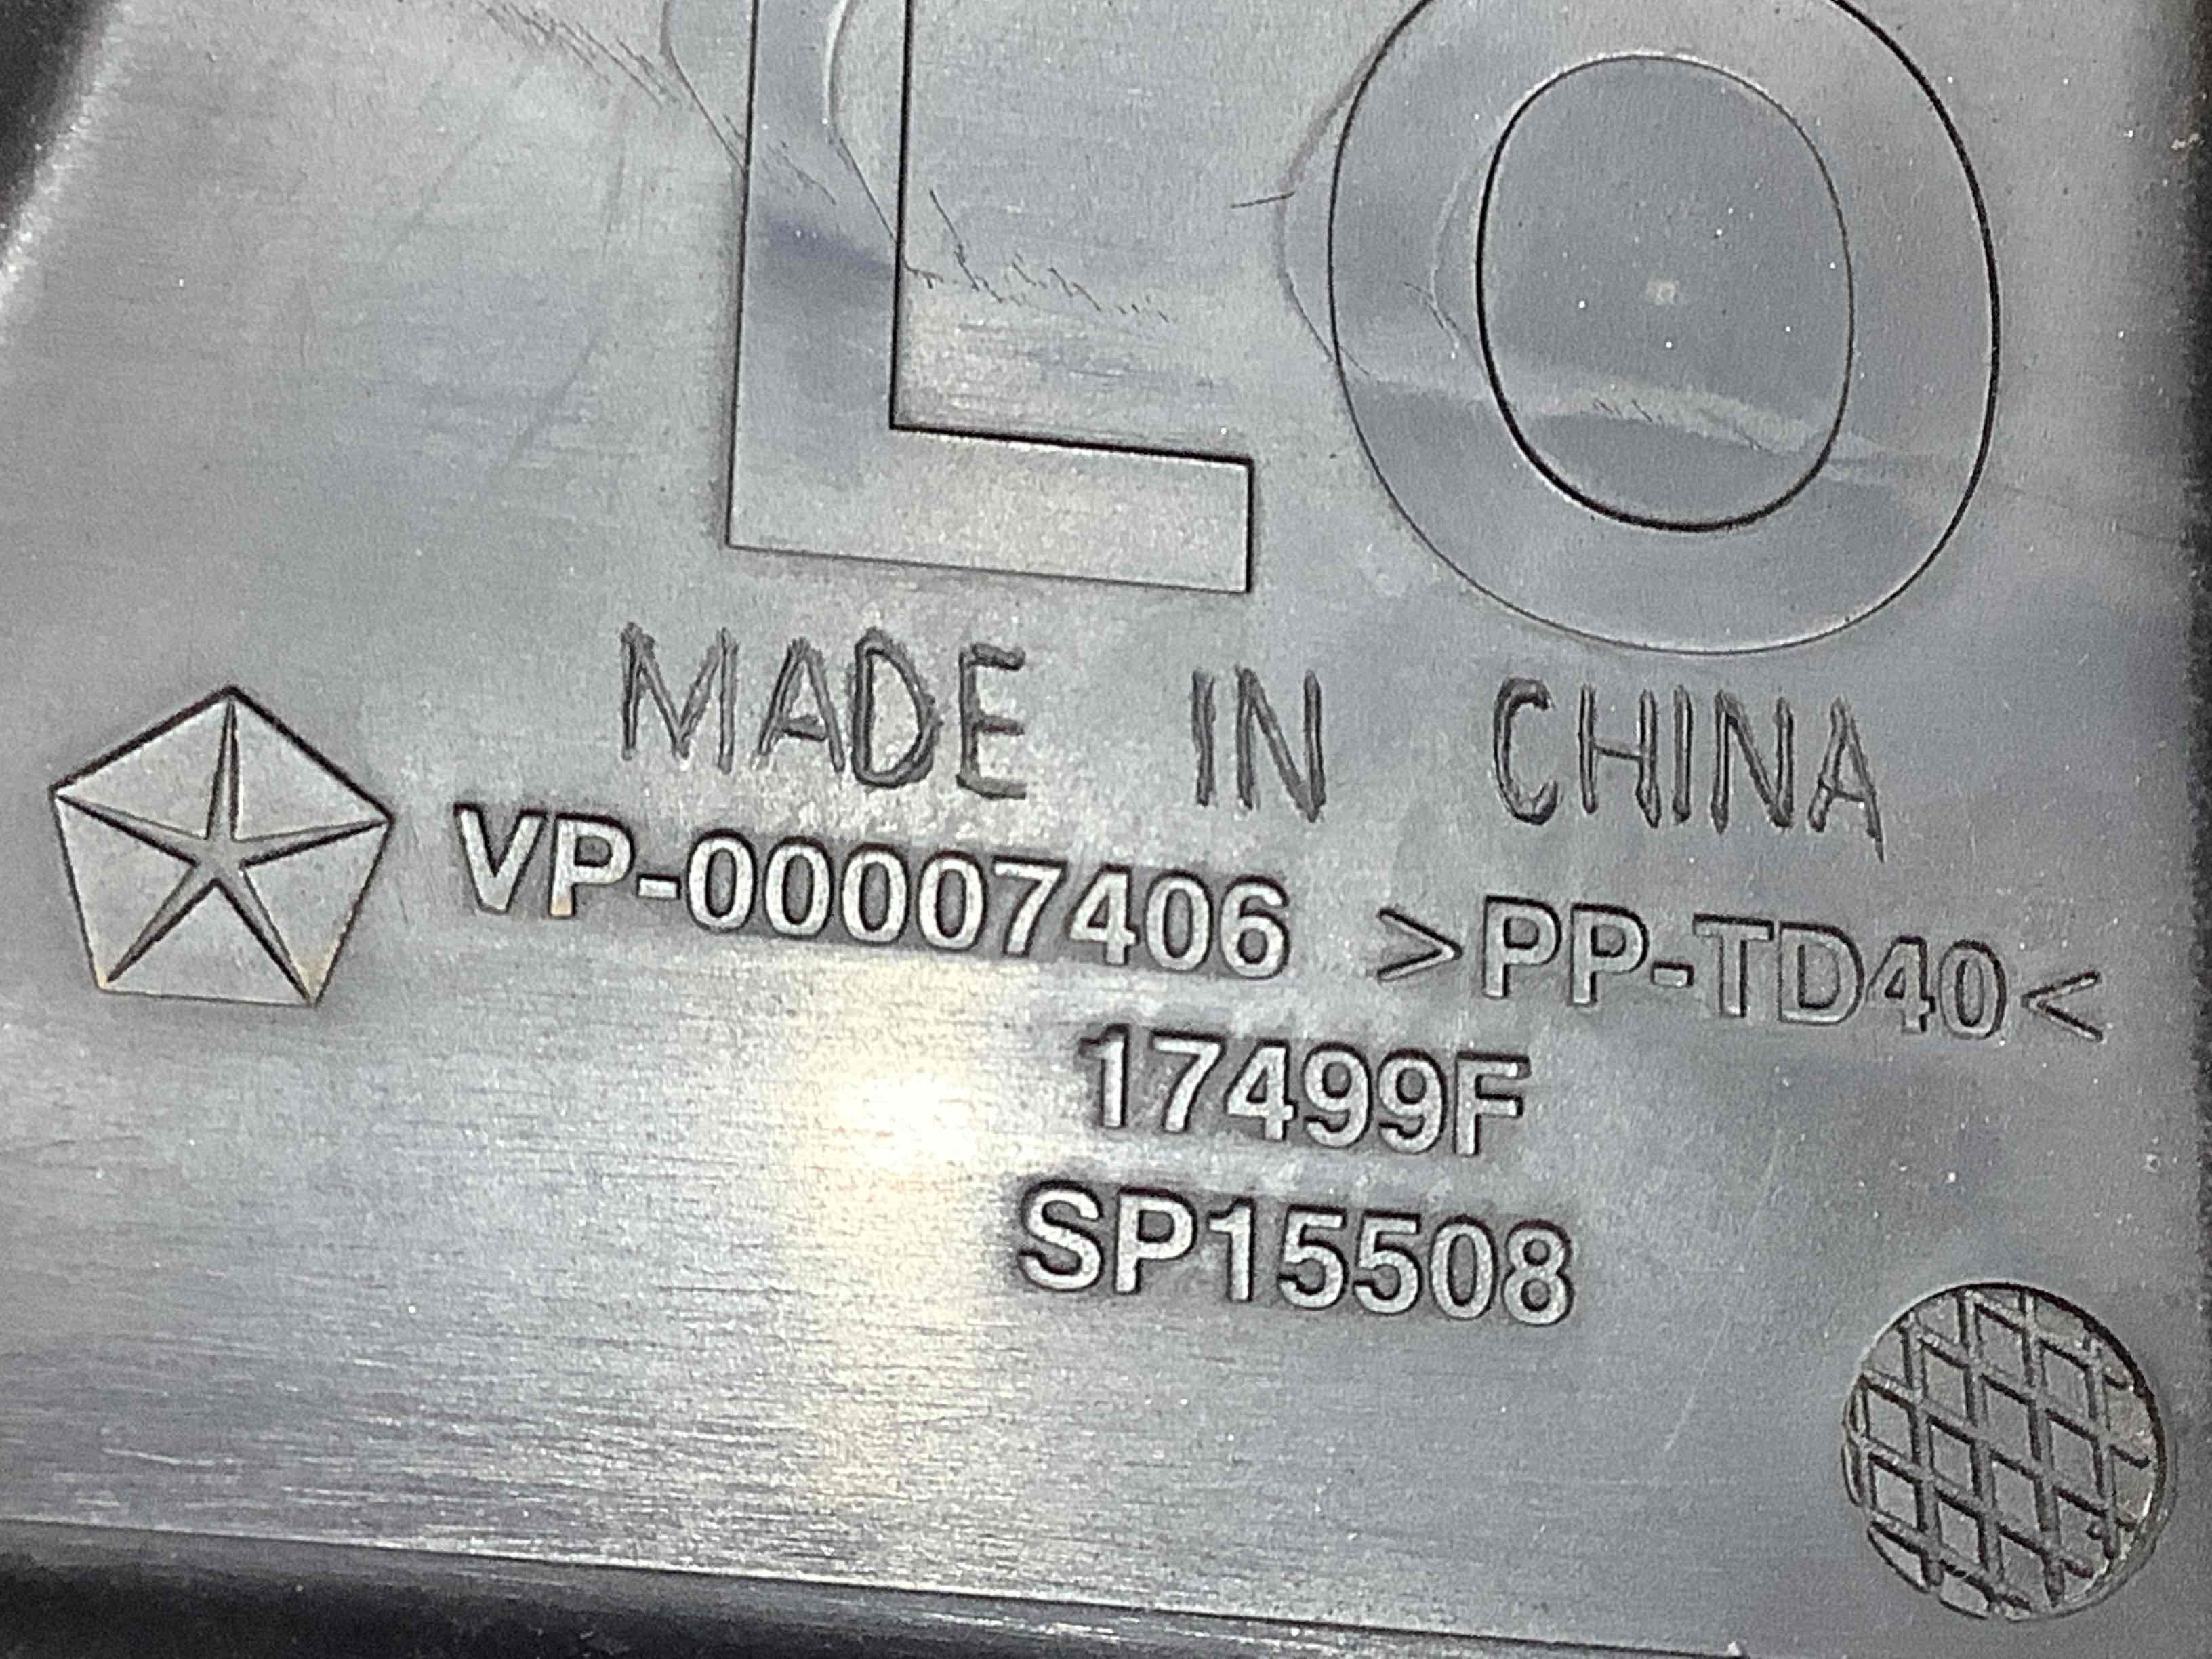 LO
MADE IN CHINA
VP-00007406 >PP-TD40<
17499F
SP15508